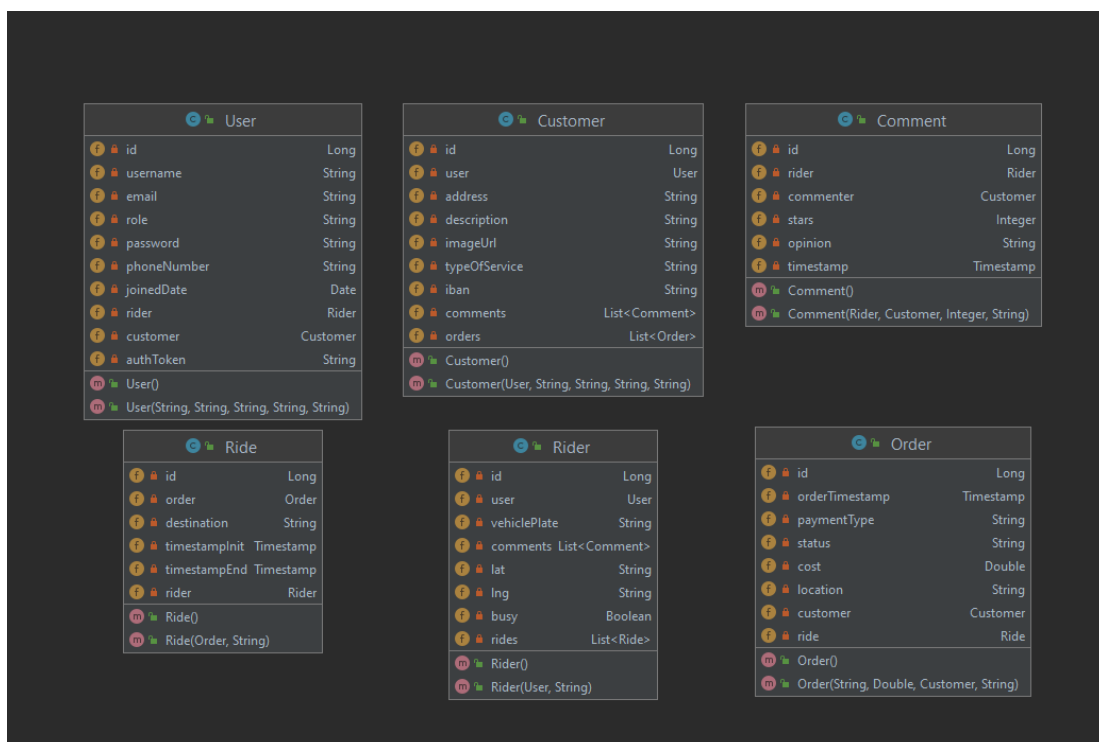 User
id Long
username String
email String
role String
password String
phoneNumber String
joinedDate Date
rider Rider
customer Customer
authToken String
User()
User(String, String, String, String, String)
Customer
id Long
user User
address String
description String
imageUrl String
typeOfService String
iban String
comments List<Comment>
orders List<Order>
Customer()
Customer(User, String, String, String, String)
Comment
id Long
rider Rider
commenter Customer
stars Integer
opinion String
timestamp Timestamp
Comment()
Comment(Rider, Customer, Integer, String)
Ride
id Long
order Order
destination String
timestampInit Timestamp
timestampEnd Timestamp
rider Rider
Ride()
Ride(Order, String)
Rider
id Long
user User
vehiclePlate String
comments List<Comment>
lat String
lng String
busy Boolean
rides List<Ride>
Rider()
Rider(User, String)
Order
id Long
orderTimestamp Timestamp
paymentType String
status String
cost Double
location String
customer Customer
ride Ride
Order()
Order(String, Double, Customer, String)